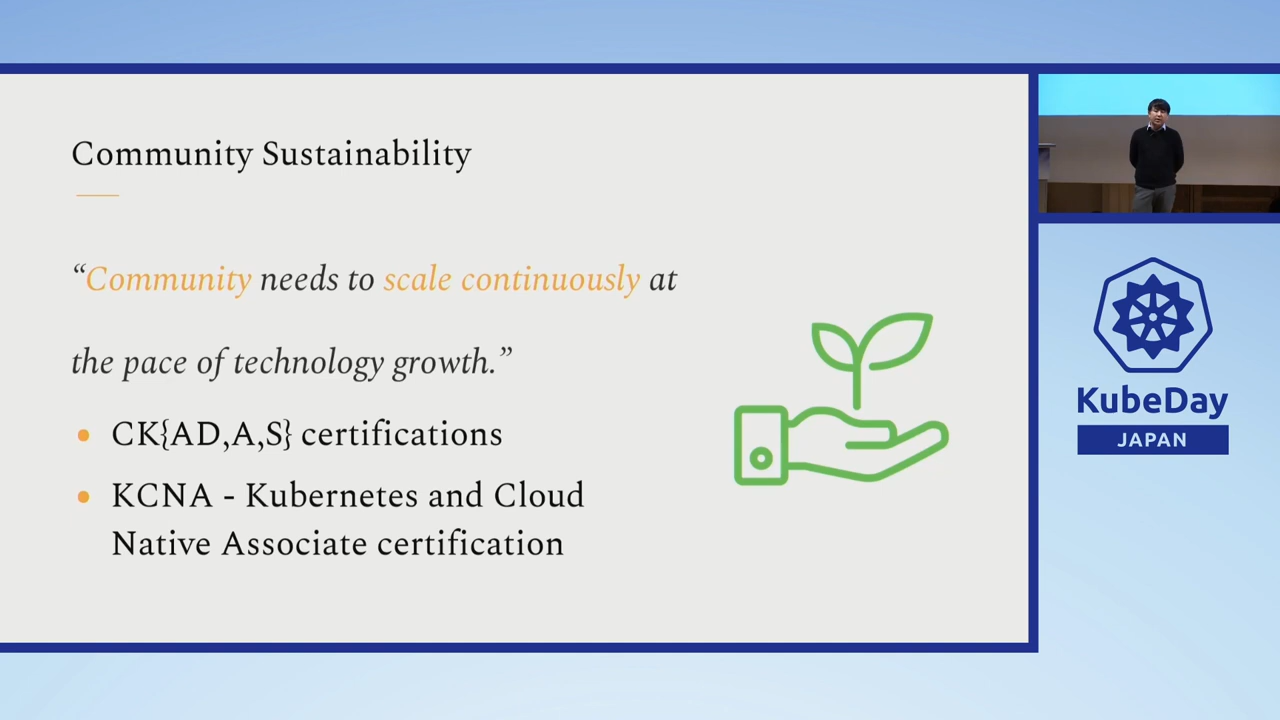 Community Sustainability
“Community needs to scale continuously at
the pace of technology growth.”
CK{AD,A,S} certifications
KCNA - Kubernetes and Cloud
Native Associate certification
KubeDay
JAPAN